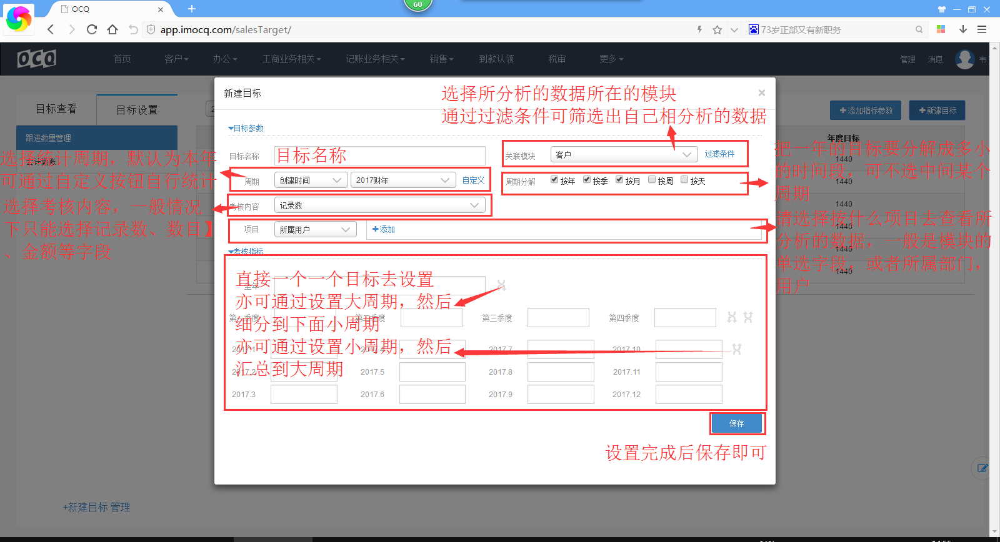 60
OCQ
app.imocq.com/salesTarget/
73岁正部又有新职务
OCQ
首页
客户
办公
工商业务相关
记账业务相关
销售
到款认领
税审
更多
管理
消息
韦
目标查看
目标设置
2
+添加指标参数
+新建目标
跟进数量管理
会计做账
年度目标
1440
1440
1440
1440
1440
1440
+新建目标 管理
新建目标
×
选择所分析的数据所在的模块
通过过滤条件可筛选出自己相分析的数据
目标参数
目标名称
目标名称
关联模块
客户
过滤条件
周期
创建时间
2017财年
自定义
周期分解
按年
按季
按月
按周
按天
考核内容
记录数
项目
所属用户
+添加
考核指标
选择统计周期，默认为本年
可通过自定义按钮自行统计
选择考核内容，一般情况
下只能选择记录数、数目】
、金额等字段
把一年的目标要分解成多小
的时间段，可不选中间某个
周期
请选择按什么项目去查看所
分析的数据，一般是模块的
单选字段，或者所属部门，
用户
直接一个一个目标去设置
亦可通过设置大周期，然后
细分到下面小周期
亦可通过设置小周期，然后
汇总到大周期
全年
第一季度
第二季度
第三季度
第四季度
2017.1
2017.4
2017.7
2017.10
2017.2
2017.5
2017.8
2017.11
2017.3
2017.6
2017.9
2017.12
保存
设置完成后保存即可